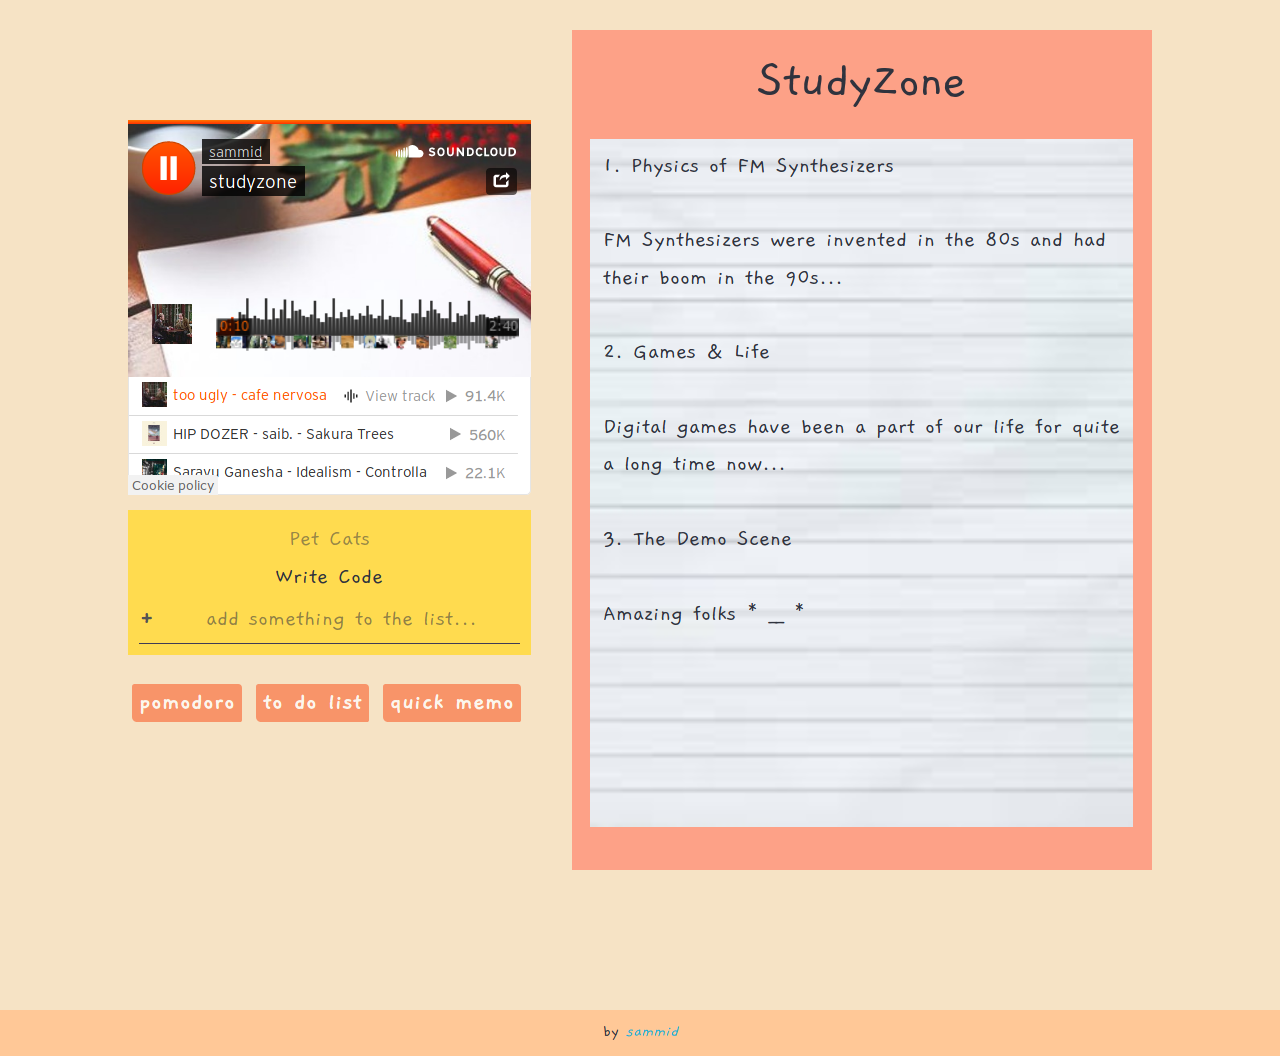 StudyZone
sammid
SOUNDCLOUD
studyzone
0:10
2:40
too ugly - cafe nervosa
View track
91.4K
HIP DOZER - saib. - Sakura Trees
560K
Sarayu Ganesha - Idealism - Controlla
22.1K
Cookie policy
Pet Cats
Write Code
+ add something to the list...
pomodoro
to do list
quick memo
1. Physics of FM Synthesizers
FM Synthesizers were invented in the 80s and had
their boom in the 90s...
2. Games & Life
Digital games have been a part of our life for quite
a long time now...
3. The Demo Scene
Amazing folks * __ *
by sammid